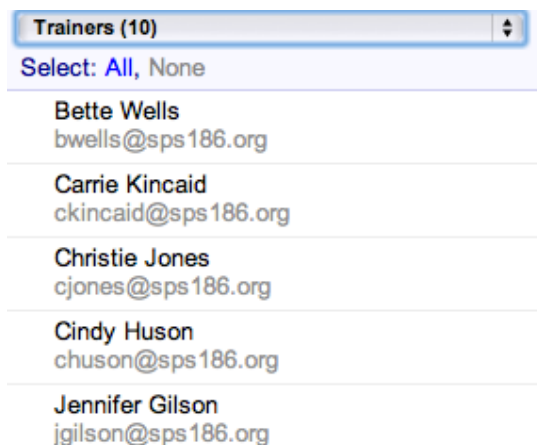 Trainers (10)
Select: All, None
Bette Wells
bwells@sps186.org
Carrie Kincaid
ckincaid@sps186.org
Christie Jones
cjones@sps186.org
Cindy Huson
chuson@sps186.org
Jennifer Gilson
jgilson@sps186.org